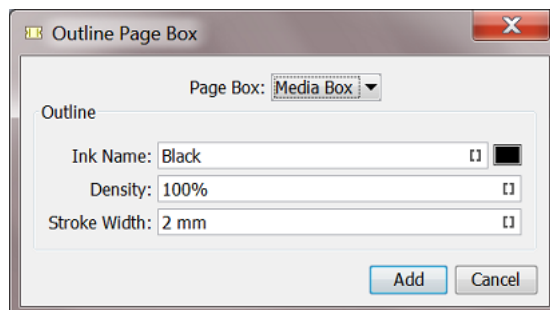 Outline Page Box
Page Box: Media Box
Outline
Ink Name: Black []
Density: 100% []
Stroke Width: 2 mm []
Add Cancel